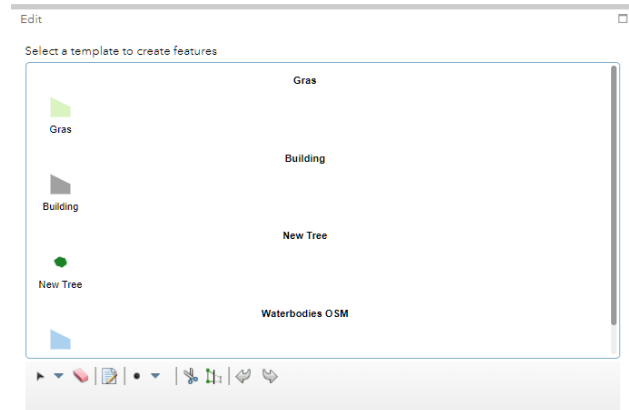 Edit
Select a template to create features
Gras
Gras
Building
Building
New Tree
New Tree
Waterbodies OSM